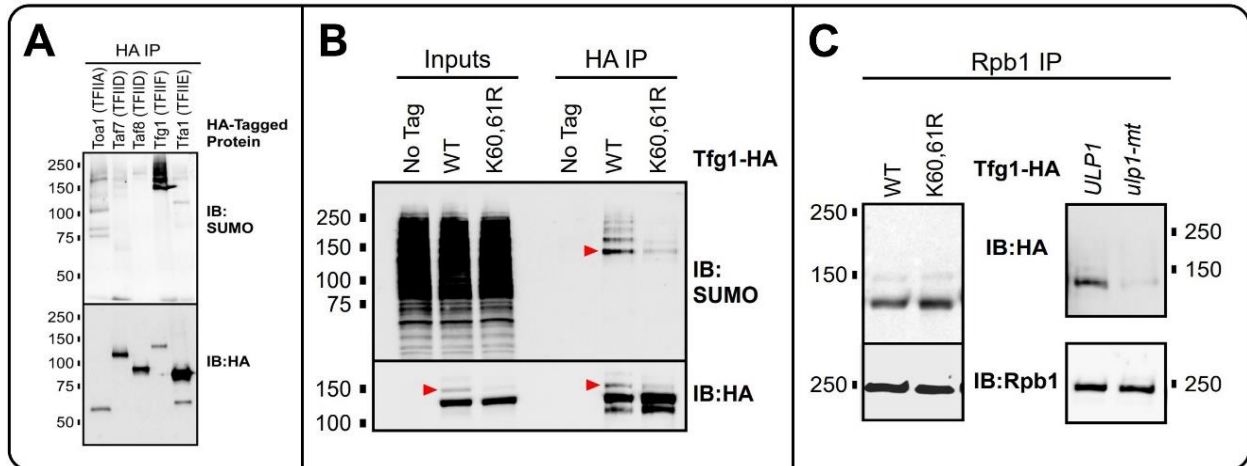 A
HA IP
Toa1 (TFIIA)
Taf7 (TFIID)
Taf8 (TFIID)
Tfg1 (TFIIF)
Tfa1 (TFIIE)
HA-Tagged
Protein
250
150
100
75
50
IB:
SUMO
250
150
100
75
50
IB:HA
B
Inputs
HA IP
No Tag
WT
K60,61R
No Tag
WT
K60,61R
Tfg1-HA
250
150
100
75
IB:
SUMO
150
100
IB:HA
C
Rpb1 IP
WT
K60,61R
Tfg1-HA
ULP1
ulp1-mt
250
150
IB:HA
250
150
250
IB:Rpb1
250